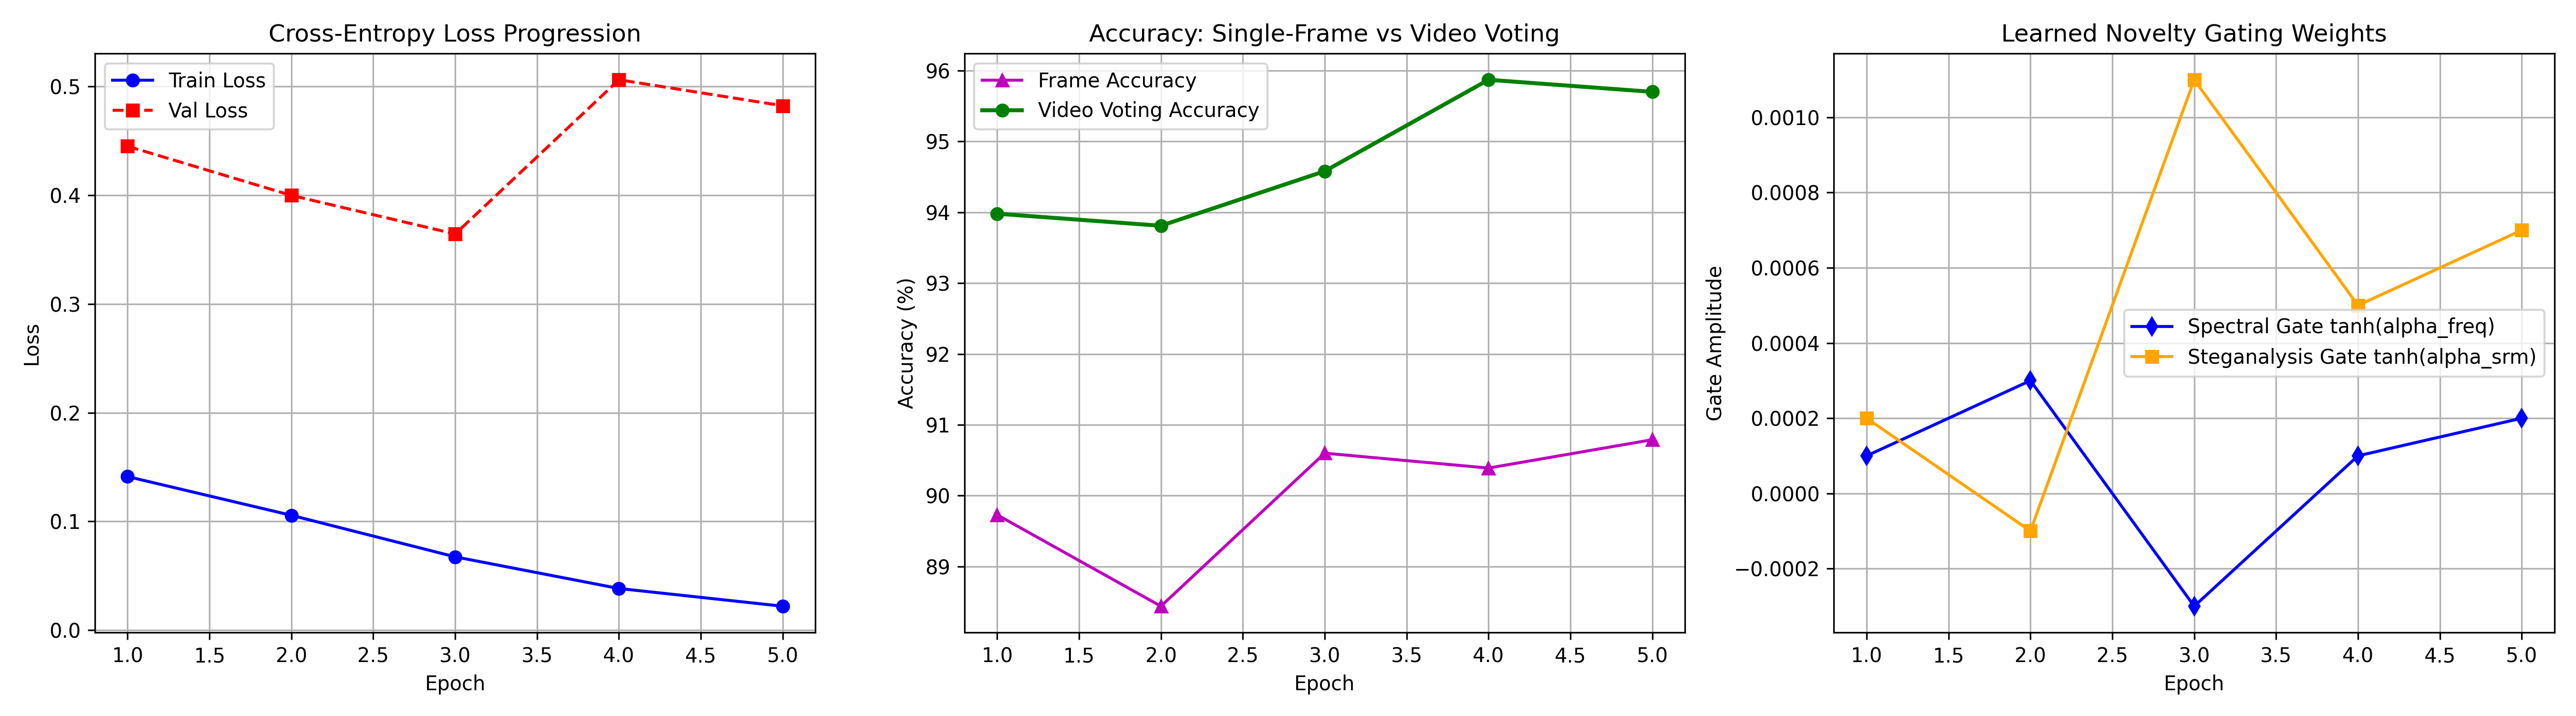 Cross-Entropy Loss Progression
Train Loss
Val Loss
Loss
0.5
0.4
0.3
0.2
0.1
0.0
1.0 1.5 2.0 2.5 3.0 3.5 4.0 4.5 5.0
Epoch
Accuracy: Single-Frame vs Video Voting
Frame Accuracy
Video Voting Accuracy
Accuracy (%)
96
95
94
93
92
91
90
89
1.0 1.5 2.0 2.5 3.0 3.5 4.0 4.5 5.0
Epoch
Learned Novelty Gating Weights
Spectral Gate tanh(alpha_freq)
Steganalysis Gate tanh(alpha_srm)
Gate Amplitude
0.0010
0.0008
0.0006
0.0004
0.0002
0.0000
−0.0002
1.0 1.5 2.0 2.5 3.0 3.5 4.0 4.5 5.0
Epoch